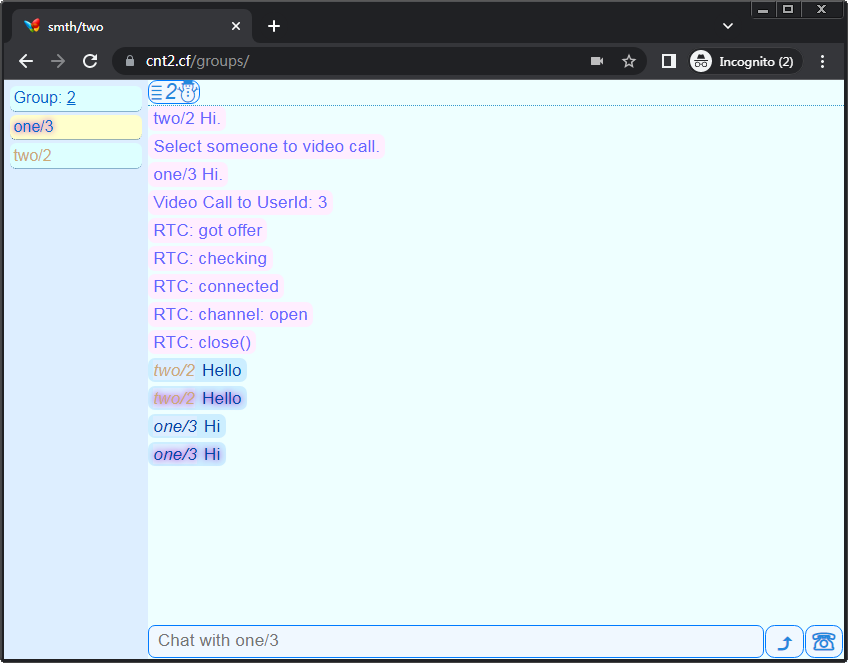 smth/two
cnt2.cf/groups/
Incognito (2)
Group: 2
one/3
two/2
2
two/2 Hi.
Select someone to video call.
one/3 Hi.
Video Call to UserId: 3
RTC: got offer
RTC: checking
RTC: connected
RTC: channel: open
RTC: close()
two/2 Hello
two/2 Hello
one/3 Hi
one/3 Hi
Chat with one/3